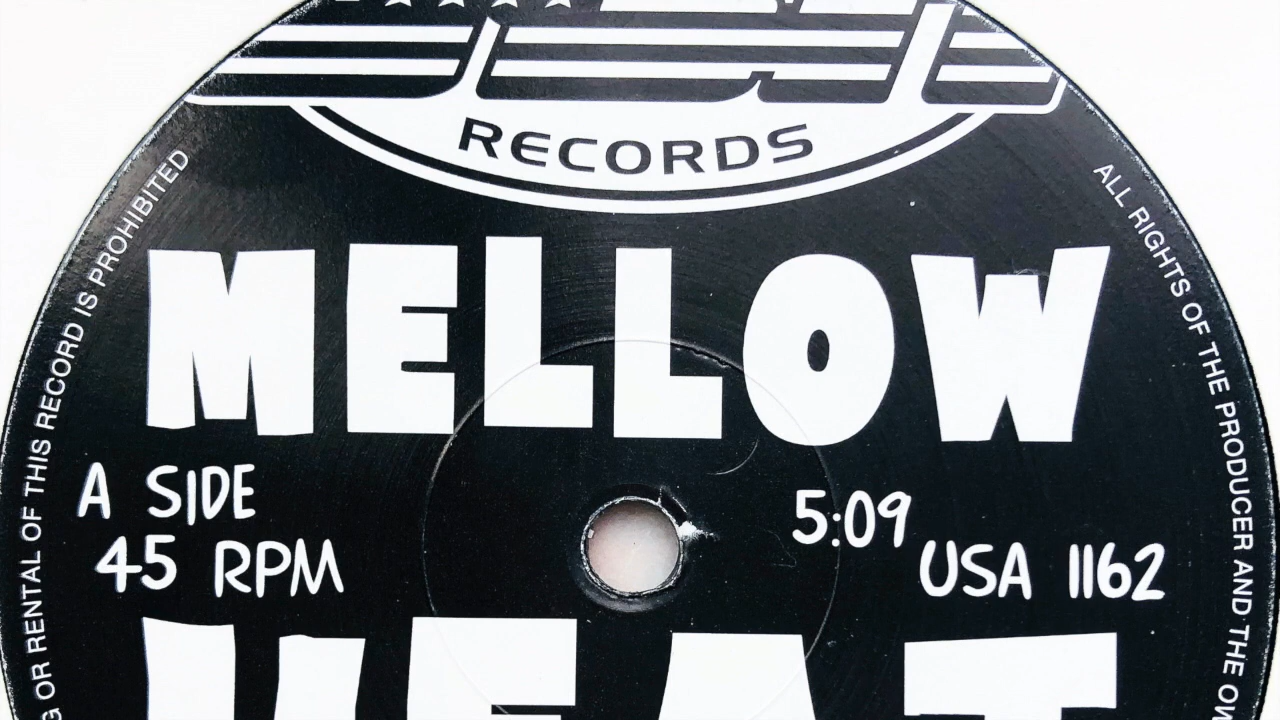 RECORDS
MELLOW
A SIDE
45 RPM
5:09
USA 1162
OR RENTAL OF THIS RECORD IS PROHIBITED
ALL RIGHTS OF THE PRODUCER AND THE